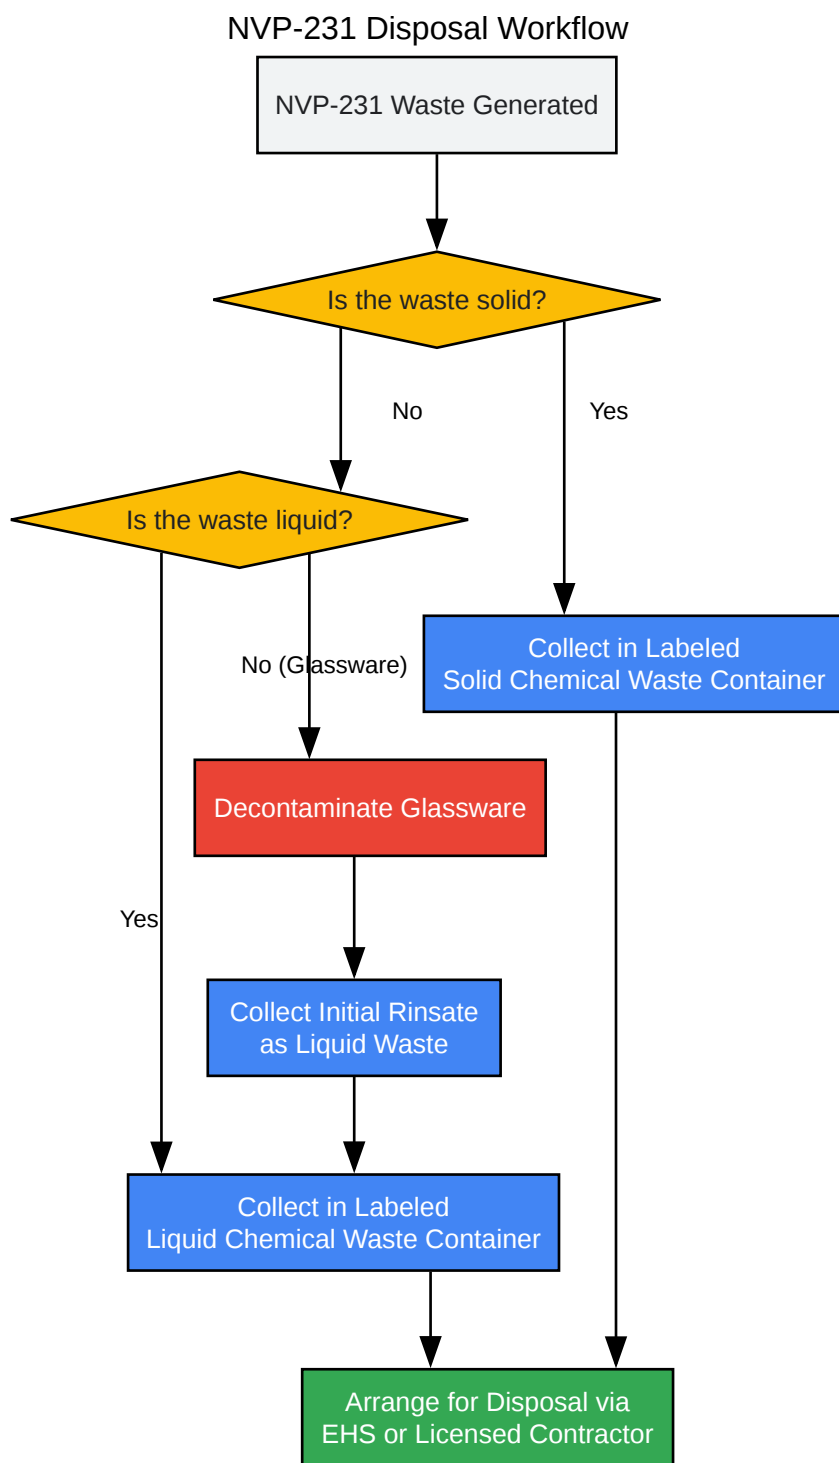 NVP-231 Disposal Workflow
NVP-231 Waste Generated
Is the waste solid?
No
Yes
Is the waste liquid?
Collect in Labeled
Solid Chemical Waste Container
No (Glassware)
Decontaminate Glassware
Yes
Collect Initial Rinsate
as Liquid Waste
Collect in Labeled
Liquid Chemical Waste Container
Arrange for Disposal via
EHS or Licensed Contractor